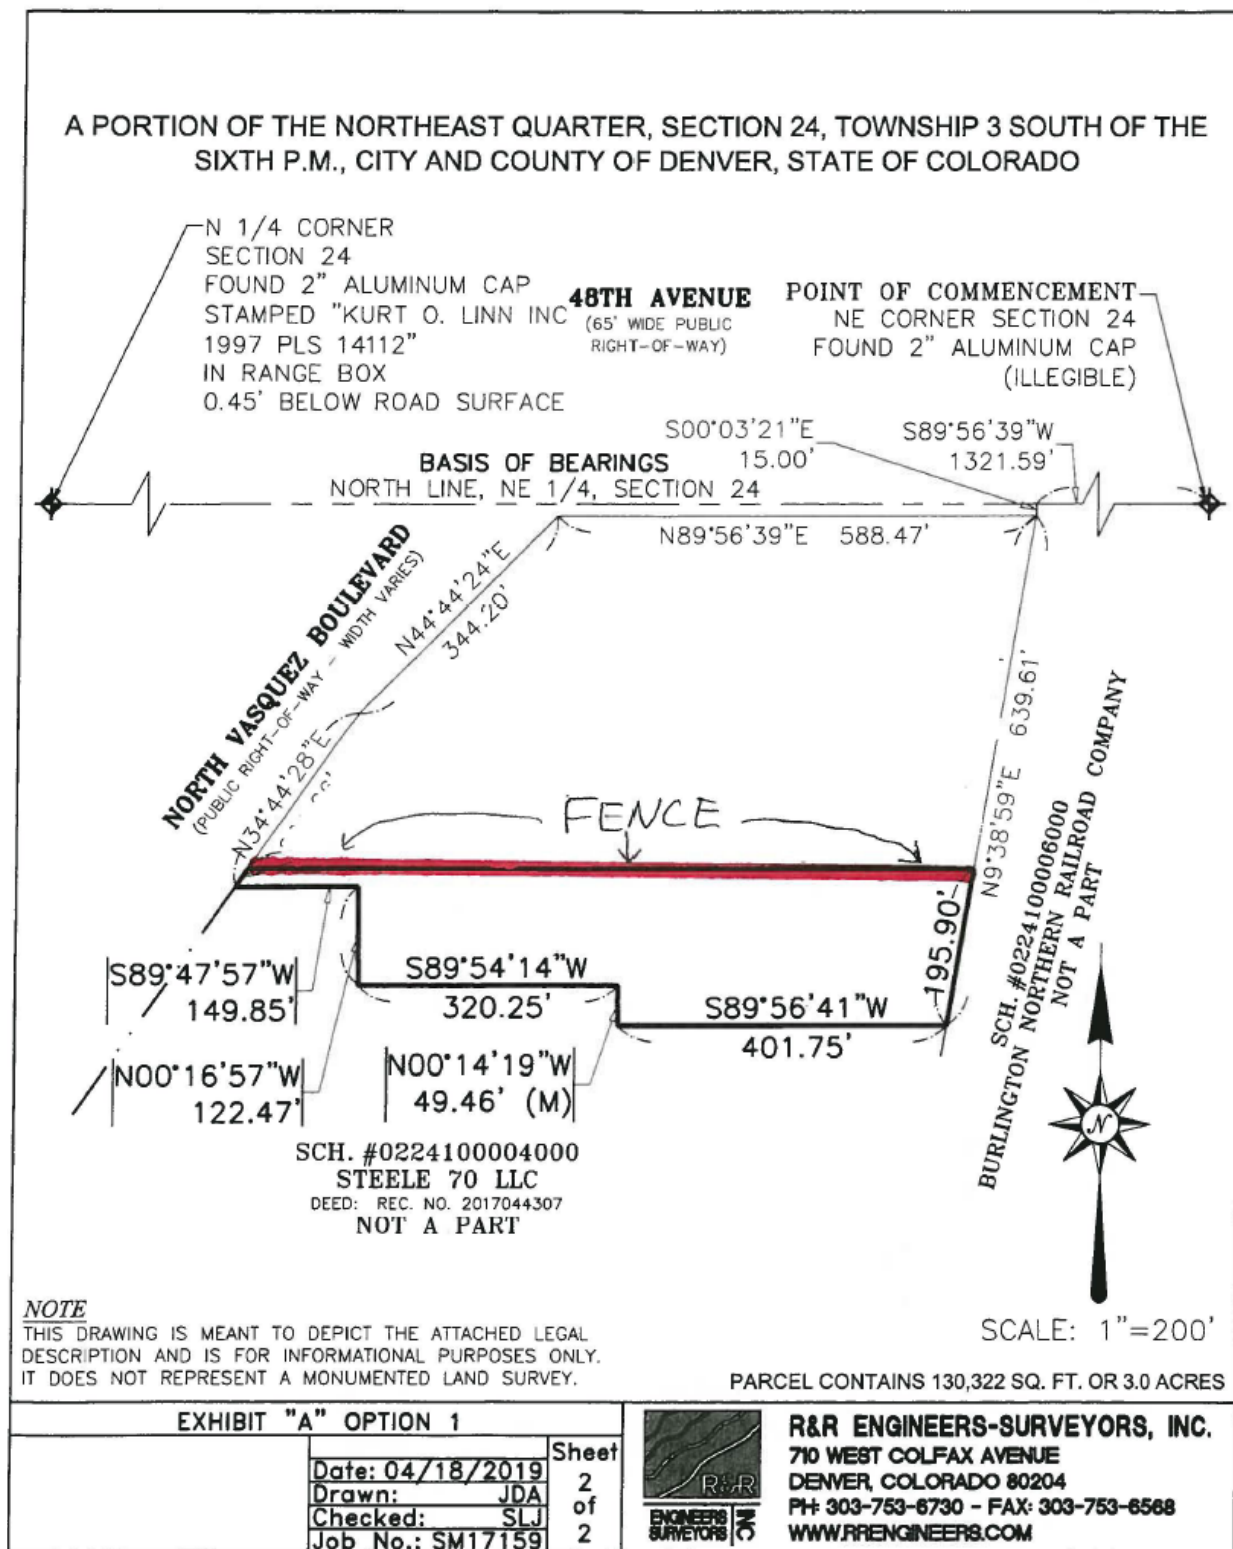 A PORTION OF THE NORTHEAST QUARTER, SECTION 24, TOWNSHIP 3 SOUTH OF THE
SIXTH P.M., CITY AND COUNTY OF DENVER, STATE OF COLORADO
N 1/4 CORNER
SECTION 24
FOUND 2" ALUMINUM CAP
STAMPED "KURT O. LINN INC
1997 PLS 14112"
IN RANGE BOX
0.45' BELOW ROAD SURFACE
48TH AVENUE
(65' WIDE PUBLIC
RIGHT-OF-WAY)
POINT OF COMMENCEMENT
NE CORNER SECTION 24
FOUND 2" ALUMINUM CAP
(ILLEGIBLE)
S00°03'21"E
15.00'
S89°56'39"W
1321.59'
BASIS OF BEARINGS
NORTH LINE, NE 1/4, SECTION 24
N89°56'39"E 588.47'
NORTH VASQUEZ BOULEVARD
(PUBLIC RIGHT-OF-WAY - WIDTH VARIES)
N44°44'24"E
344.20'
N34°44'28"E
N9°38'59"E 639.61'
FENCE
195.90'
SCH. #0224100006000
BURLINGTON NORTHERN RAILROAD COMPANY
NOT A PART
S89°47'57"W
149.85'
S89°54'14"W
320.25'
S89°56'41"W
401.75'
N00°16'57"W
122.47'
N00°14'19"W
49.46' (M)
SCH. #0224100004000
STEELE 70 LLC
DEED: REC. NO. 2017044307
NOT A PART
N
NOTE
THIS DRAWING IS MEANT TO DEPICT THE ATTACHED LEGAL
DESCRIPTION AND IS FOR INFORMATIONAL PURPOSES ONLY.
IT DOES NOT REPRESENT A MONUMENTED LAND SURVEY.
SCALE: 1"=200'
PARCEL CONTAINS 130,322 SQ. FT. OR 3.0 ACRES
EXHIBIT "A" OPTION 1
Date: 04/18/2019
Drawn: JDA
Checked: SLJ
Job No.: SM17159
Sheet
2
of
2
R&R
ENGINEERS
SURVEYORS
INC
R&R ENGINEERS-SURVEYORS, INC.
710 WEST COLFAX AVENUE
DENVER, COLORADO 80204
PH: 303-753-6730 - FAX: 303-753-6568
WWW.RRENGINEERS.COM